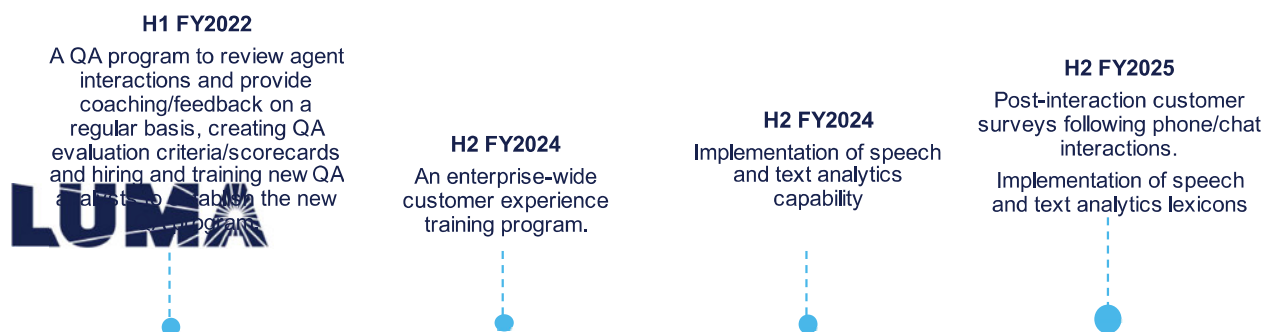 H1 FY2022
A QA program to review agent
interactions and provide
coaching/feedback on a
regular basis, creating QA
evaluation criteria/scorecards
and hiring and training new QA
to the new
program.
LUMA
H2 FY2024
An enterprise-wide
customer experience
training program.
H2 FY2024
Implementation of speech
and text analytics
capability
H2 FY2025
Post-interaction customer
surveys following phone/chat
interactions.
Implementation of speech
and text analytics lexicons